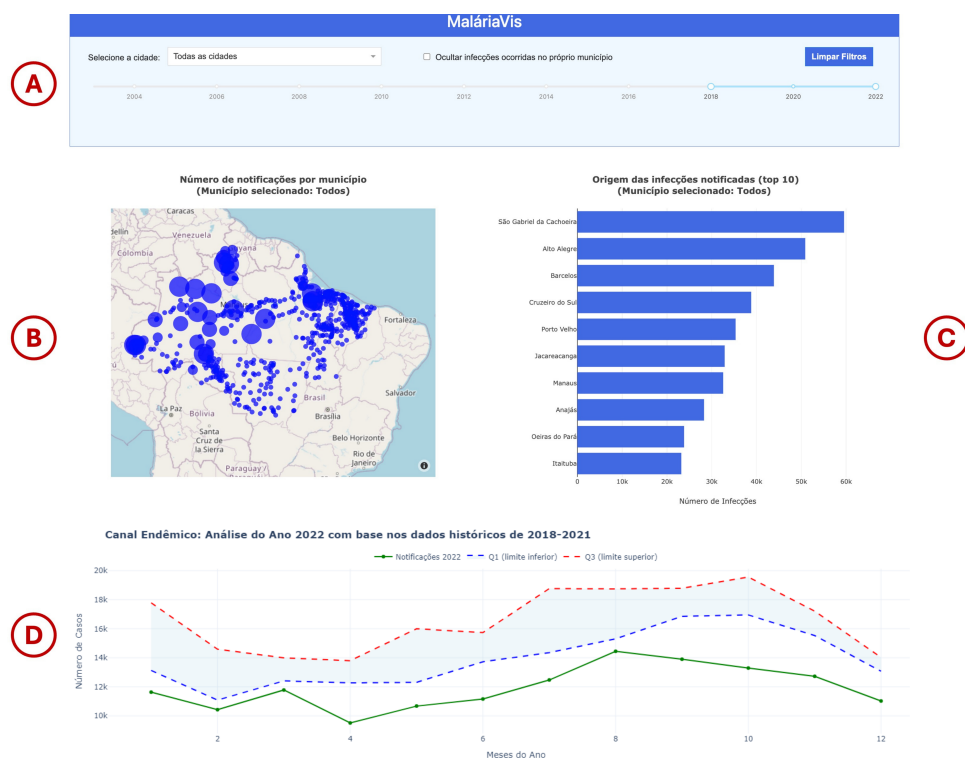 MaláriaVis
Selecione a cidade:
Todas as cidades
Ocultar infecções ocorridas no próprio município
Limpar Filtros
A
2004 2006 2008 2010 2012 2014 2016 2018 2020 2022
Número de notificações por município
(Município selecionado: Todos)
Caracas
Venezuela
Colombia
Fortaleza
Salvador
Brasil
La Paz
Bolivia
Brasília
Santa
Cruz de
la Sierra
Belo Horizonte
Rio de
Janeiro
Paraguay /
B
Origem das infecções notificadas (top 10)
(Município selecionado: Todos)
São Gabriel da Cachoeira
Alto Alegre
Barcelos
Cruzeiro do Sul
Porto Velho
Jacareacanga
Manaus
Anajás
Oeiras do Pará
Itaituba
0 10k 20k 30k 40k 50k 60k
Número de Infecções
C
Canal Endêmico: Análise do Ano 2022 com base nos dados históricos de 2018-2021
Notificações 2022 Q1 (limite inferior) Q3 (limite superior)
D
Número de Casos
20k
18k
16k
14k
12k
10k
2 4 6 8 10 12
Meses do Ano